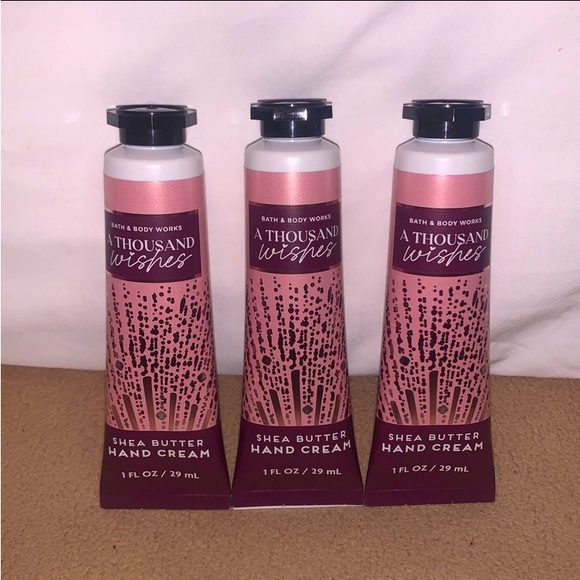 BATH & BODY WORKS
A THOUSAND
wishes
SHEA BUTTER
HAND CREAM
1 FL OZ / 29 mL
BATH & BODY WORKS
A THOUSAND
wishes
SHEA BUTTER
HAND CREAM
1 FL OZ / 29 mL
BATH & BODY WORKS
A THOUSAND
wishes
SHEA BUTTER
HAND CREAM
1 FL OZ / 29 mL